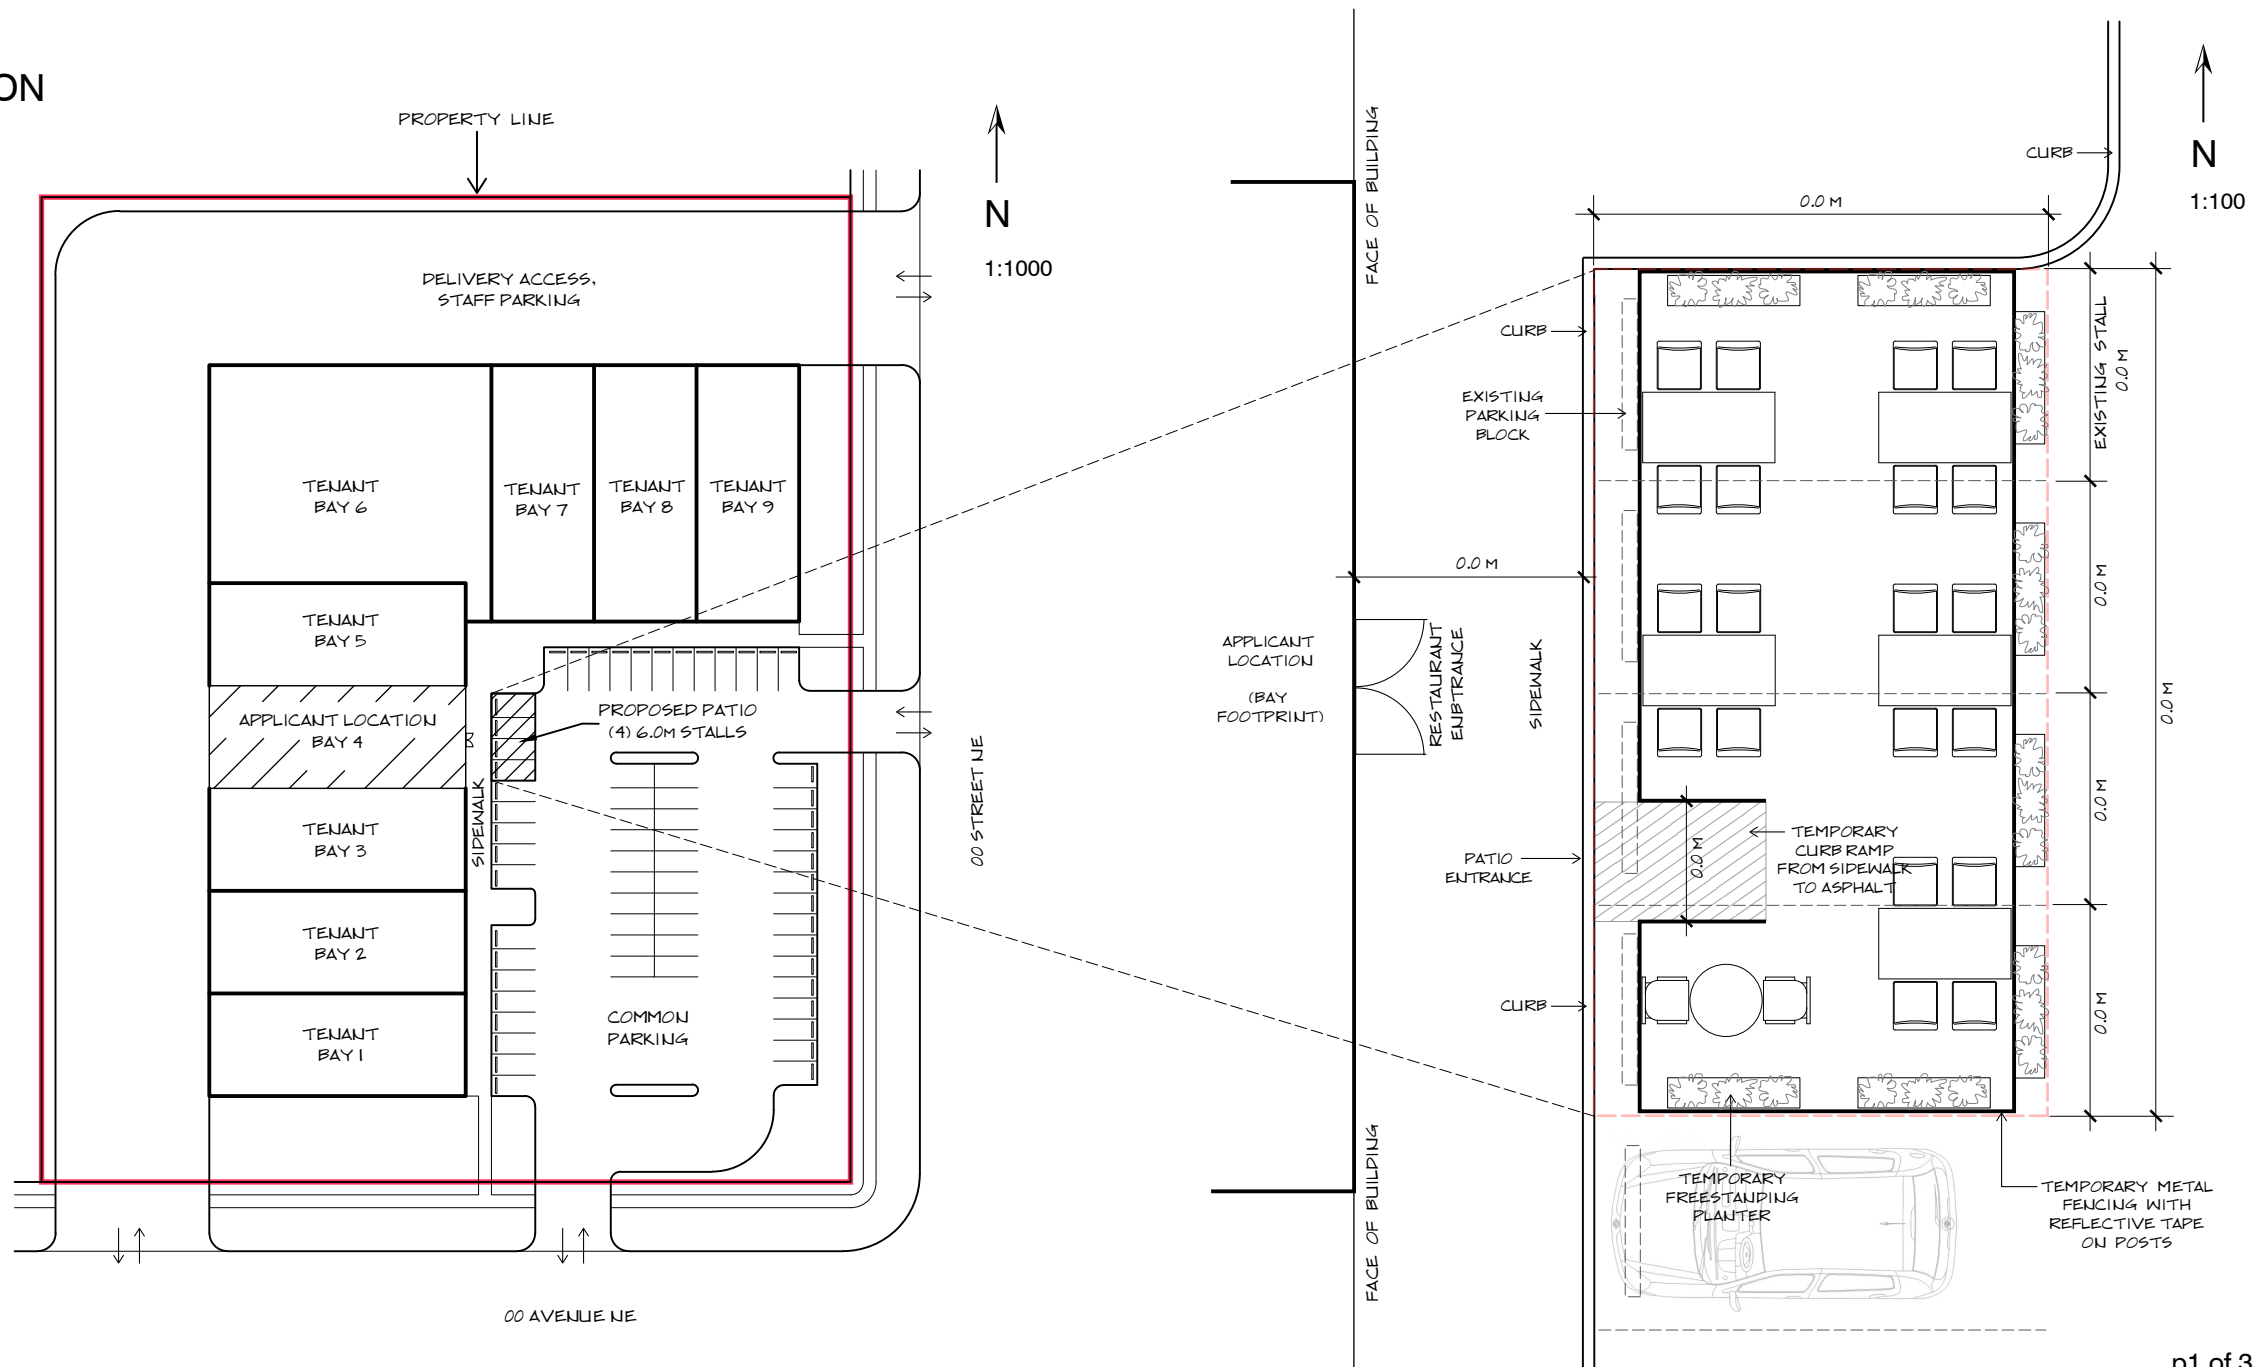 ON
PROPERTY LINE
N
1:1000
DELIVERY ACCESS,
STAFF PARKING
TENANT
BAY 6
TENANT
BAY 7
TENANT
BAY 8
TENANT
BAY 9
TENANT
BAY 5
APPLICANT LOCATION
BAY 4
PROPOSED PATIO
(4) 6.0M STALLS
SIDEWALK
TENANT
BAY 3
TENANT
BAY 2
TENANT
BAY 1
COMMON
PARKING
00 STREET NE
00 AVENUE NE
FACE OF BUILDING
CURB
N
1:100
0.0 M
CURB
EXISTING
PARKING
BLOCK
EXISTING STALL
0.0 M
0.0 M
APPLICANT
LOCATION
(BAY
FOOTPRINT)
RESTAURANT
ENBTRANCE
SIDEWALK
0.0 M
0.0 M
0.0 M
0.0 M
PATIO
ENTRANCE
0.0 M
TEMPORARY
CURB RAMP
FROM SIDEWALK
TO ASPHALT
CURB
FACE OF BUILDING
TEMPORARY
FREESTANDING
PLANTER
TEMPORARY METAL
FENCING WITH
REFLECTIVE TAPE
ON POSTS
p1 of 3